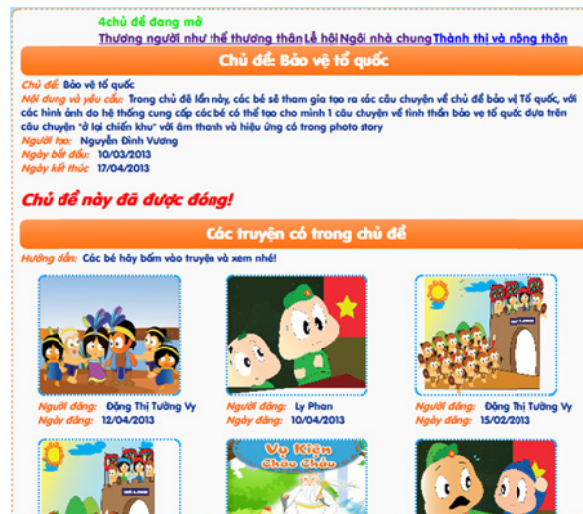 4chủ đề đang mở
Thương người như thể thương thân Lễ hội Ngôi nhà chung Thành thị và nông thôn
Chủ đề: Bảo vệ tổ quốc
Chủ đề: Bảo vệ tổ quốc
Nội dung và yêu cầu: Trong chủ đề lần này, các bé sẽ tham gia tạo ra các câu chuyện về chủ đề bảo vệ Tổ quốc, với
các hình ảnh do hệ thống cung cấp các bé có thể tạo cho mình 1 câu chuyện về tinh thần bảo vẹ tổ quốc dựa trên
câu chuyện "ở lại chiến khu" với âm thanh và hiệu ứng có trong photo story
Người tạo: Nguyễn Đình Vương
Ngày bắt đầu: 10/03/2013
Ngày kết thúc 17/04/2013
Chủ đề này đã được đóng!
Các truyện có trong chủ đề
Hướng dẫn: Các bé hãy bấm vào truyện và xem nhé!
Người đăng: Đặng Thị Tường Vy
Ngày đăng: 12/04/2013
Người đăng: Ly Phan
Ngày đăng: 10/04/2013
Người đăng: Đặng Thị Tường Vy
Ngày đăng: 15/02/2013
Vụ Kiện
Châu Chấu